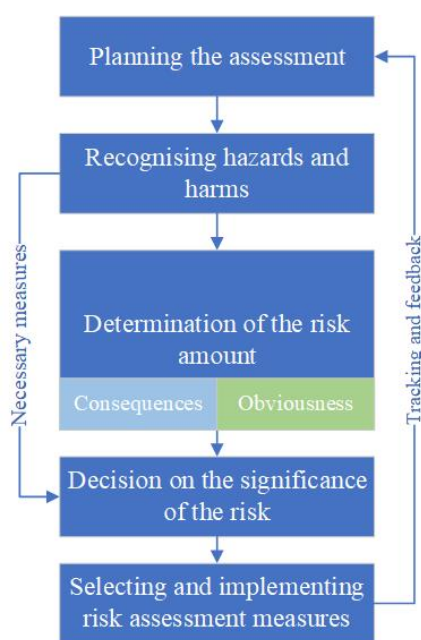 Planning the assessment
Recognising hazards and
harms
Determination of the risk
amount
Consequences
Obviousness
Decision on the significance
of the risk
Selecting and implementing
risk assessment measures
Necessary measures
Tracking and feedback